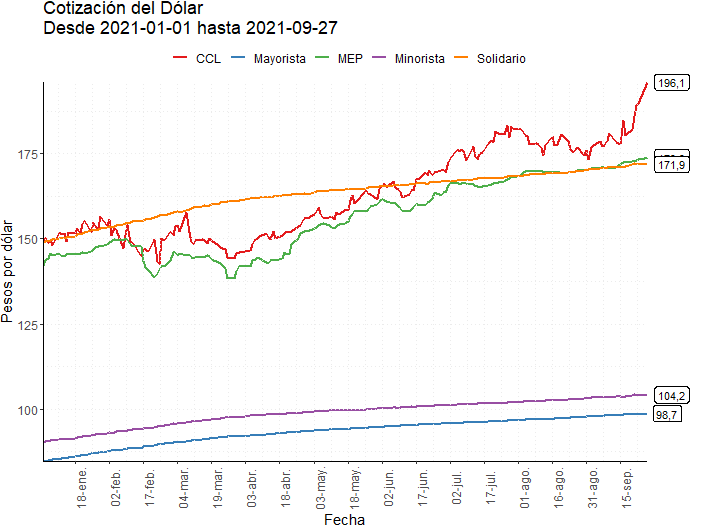 Cotización del Dólar
Desde 2021-01-01 hasta 2021-09-27
CCL Mayorista MEP Minorista Solidario
196,1
171,9
175
150
125
100
104,2
98,7
Pesos por dólar
18-ene. 02-feb. 17-feb. 04-mar. 19-mar. 03-abr. 18-abr. 03-may. 18-may. 02-jun. 17-jun. 02-jul. 17-jul. 01-ago. 16-ago. 31-ago. 15-sep.
Fecha